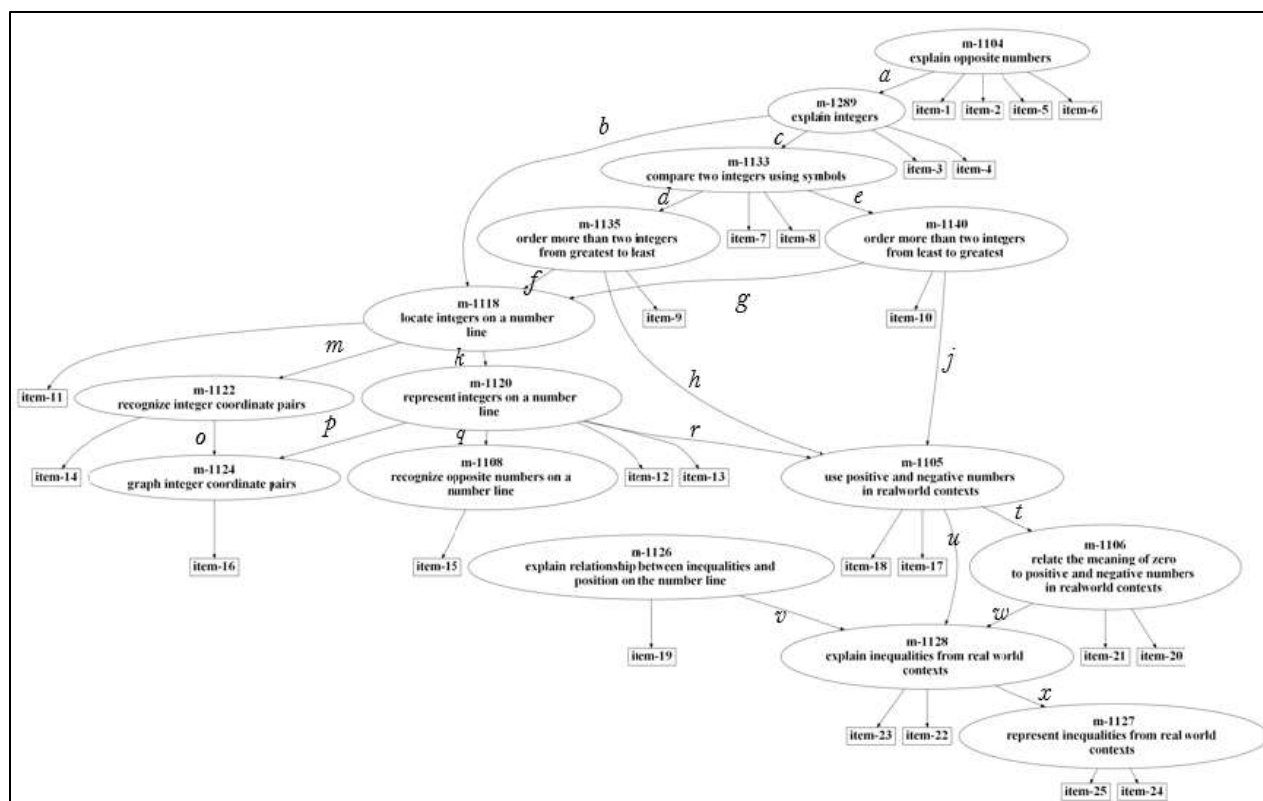 m-1104
explain opposite numbers
a
item-1
item-2
item-5
item-6
m-1289
explain integers
b
c
item-3
item-4
m-1133
compare two integers using symbols
d
e
item-7
item-8
m-1135
order more than two integers
from greatest to least
m-1140
order more than two integers
from least to greatest
f
g
m-1118
locate integers on a number
line
item-9
item-10
m
k
h
j
item-11
m-1122
recognize integer coordinate pairs
m-1120
represent integers on a number
line
o
p
q
r
item-14
m-1124
graph integer coordinate pairs
m-1108
recognize opposite numbers on a
number line
item-12
item-13
m-1105
use positive and negative numbers
in realworld contexts
t
u
item-16
item-15
m-1126
explain relationship between inequalities and
position on the number line
item-18
item-17
m-1106
relate the meaning of zero
to positive and negative numbers
in realworld contexts
v
w
item-19
m-1128
explain inequalities from real world
contexts
item-21
item-20
x
item-23
item-22
m-1127
represent inequalities from real world
contexts
item-25
item-24